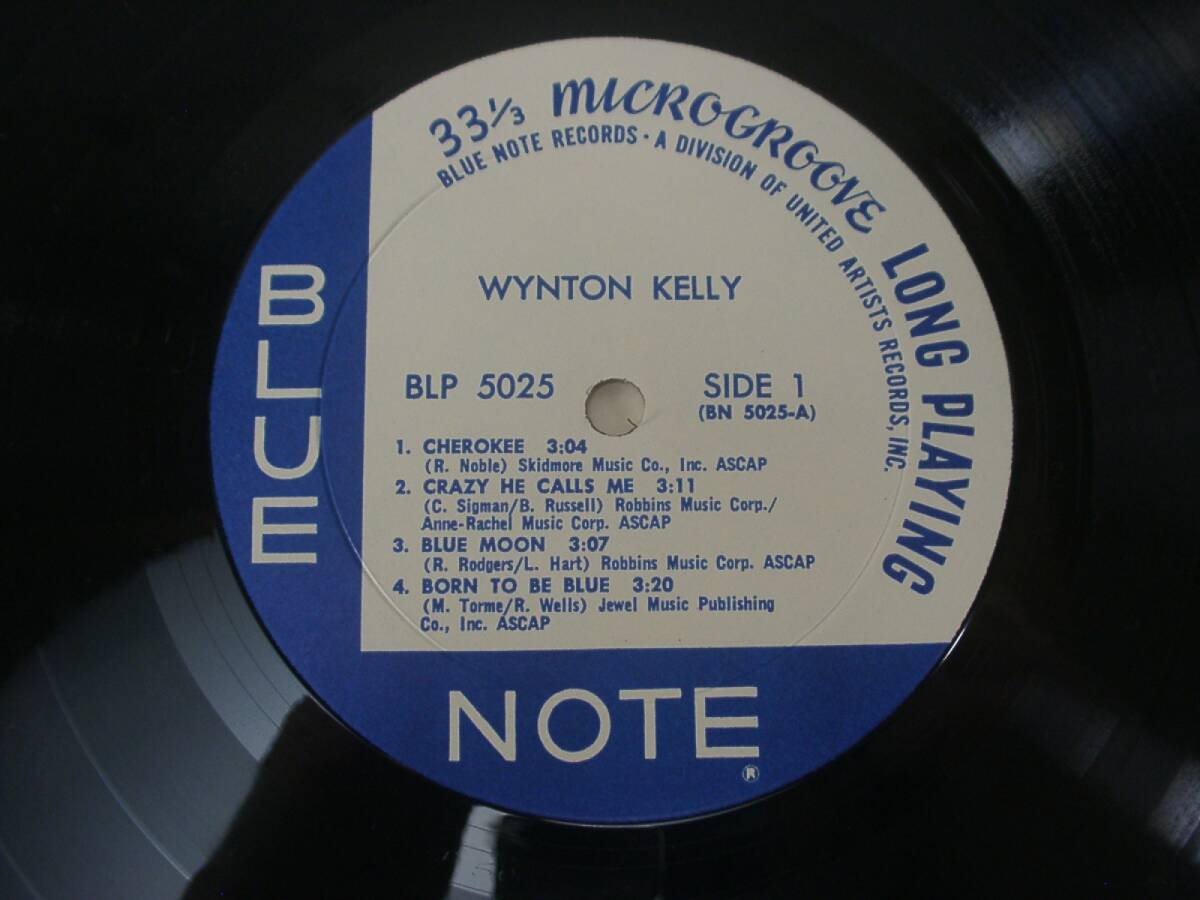 33⅓ MICROGROOVE LONG PLAYING
BLUE NOTE RECORDS • A DIVISION OF UNITED ARTISTS RECORDS, INC.
WYNTON KELLY
BLP 5025
SIDE 1
(BN 5025-A)
1. CHEROKEE 3:04
(R. Noble) Skidmore Music Co., Inc. ASCAP
2. CRAZY HE CALLS ME 3:11
(C. Sigman/B. Russell) Robbins Music Corp./
Anne-Rachel Music Corp. ASCAP
3. BLUE MOON 3:07
(R. Rodgers/L. Hart) Robbins Music Corp. ASCAP
4. BORN TO BE BLUE 3:20
(M. Torme/R. Wells) Jewel Music Publishing
Co., Inc. ASCAP
BLUE
NOTE
®